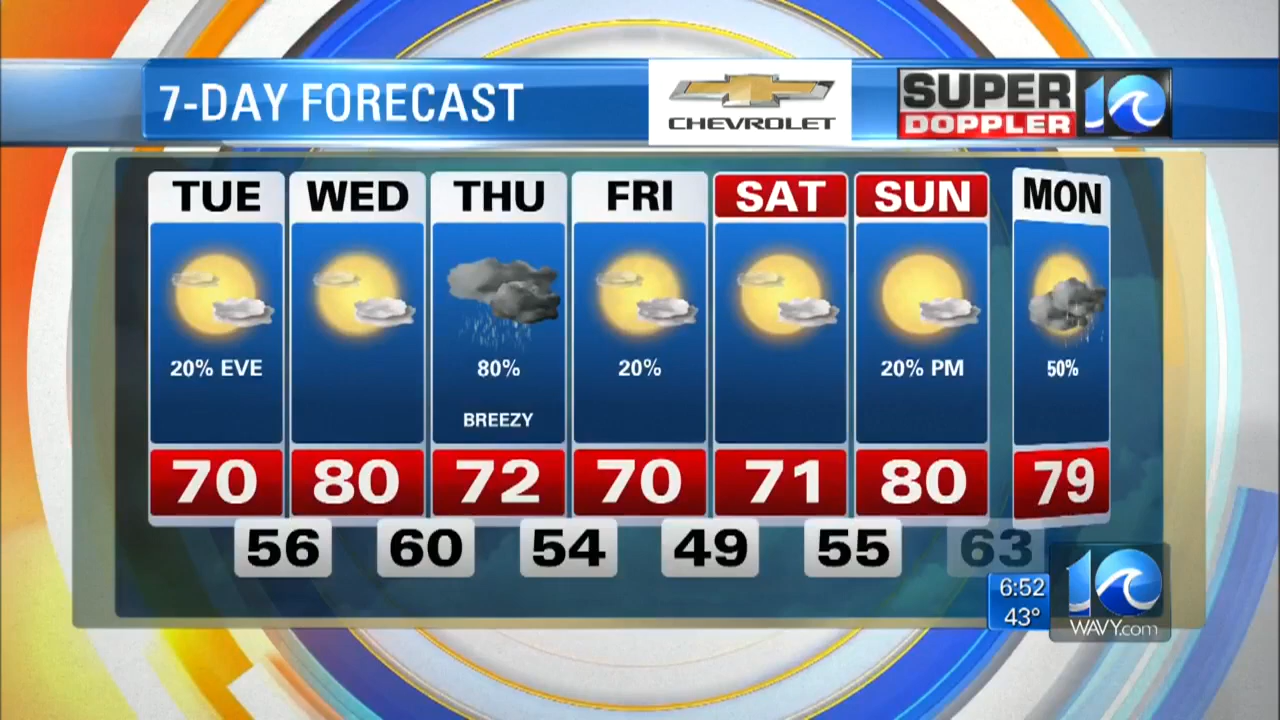 7-DAY FORECAST
CHEVROLET
SUPER
DOPPLER
10
TUE WED THU FRI SAT SUN MON
20% EVE 80% 20% 20% PM 50%
BREEZY
70 80 72 70 71 80 79
56 60 54 49 55 63
6:52
43°
10
WAVY.com